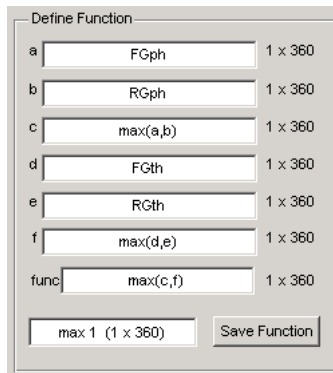 Define Function
a FGph 1 x 360
b RGph 1 x 360
c max(a,b) 1 x 360
d FGth 1 x 360
e RGth 1 x 360
f max(d,e) 1 x 360
func max(c,f) 1 x 360
max 1 (1 x 360) Save Function